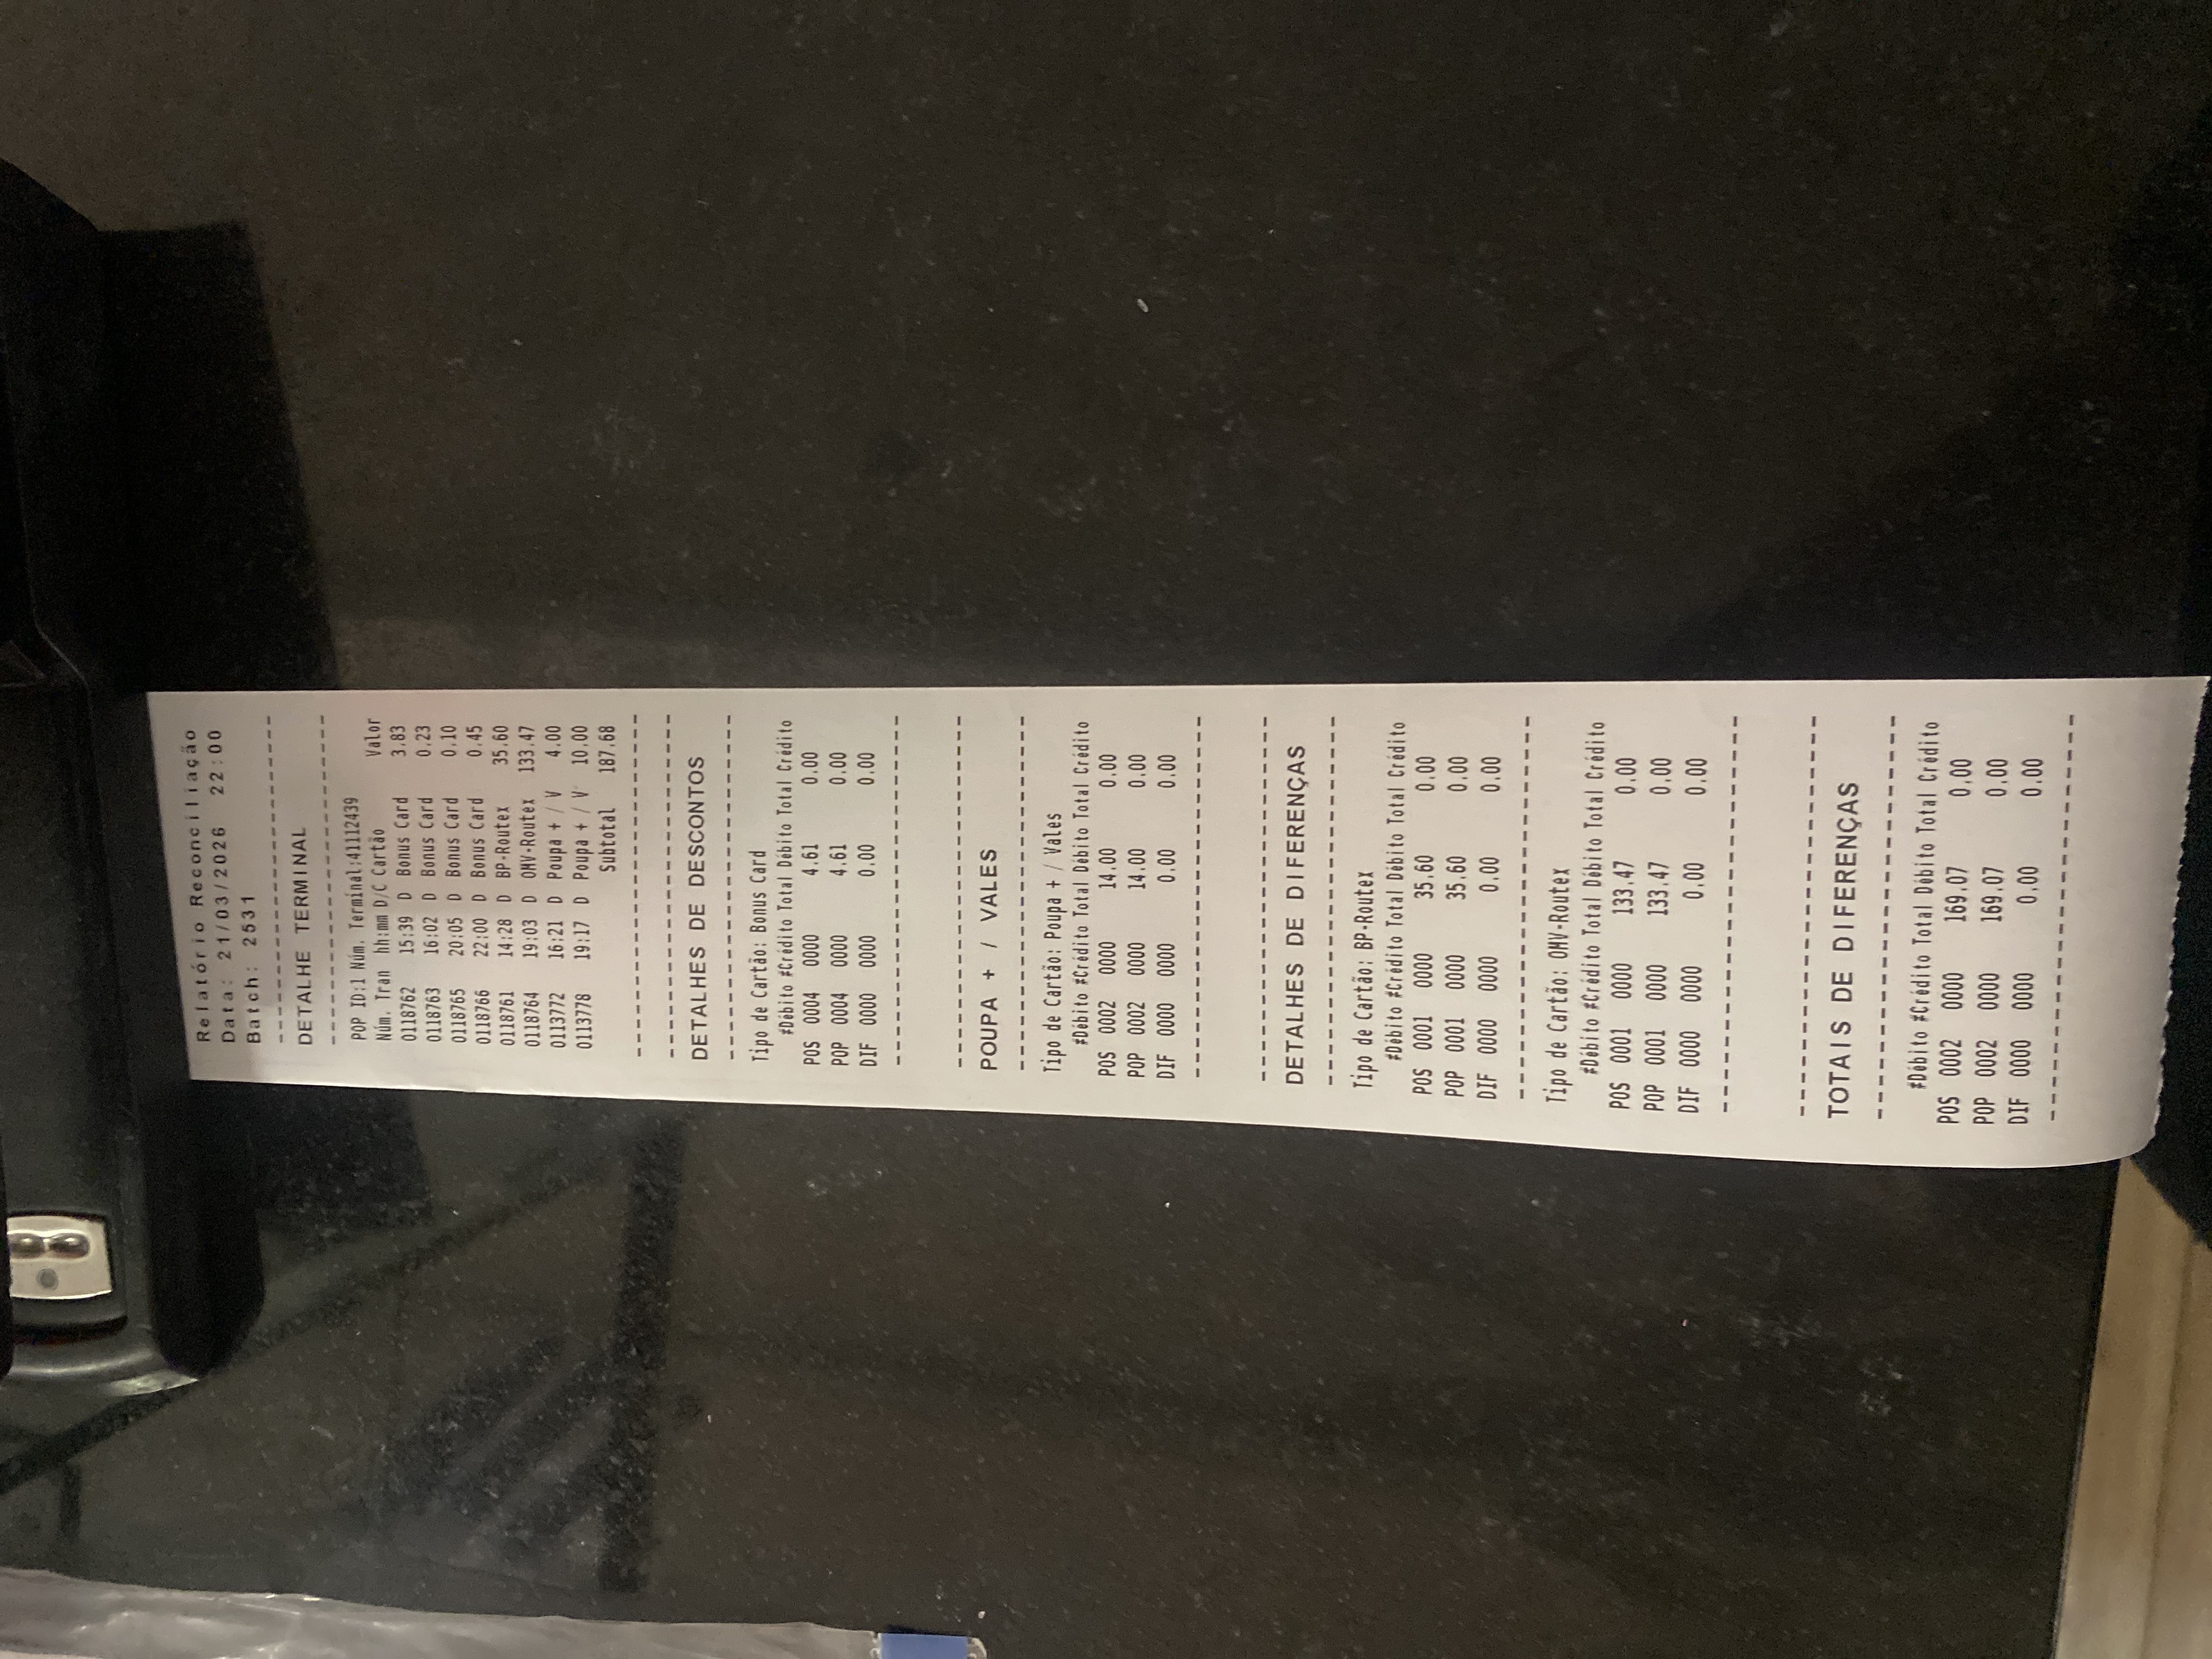 Relatório Reconciliação
Data: 21/03/2026 22:00
Batch: 2531
--------------------------------
DETALHE TERMINAL
--------------------------------
POP ID:1 Núm. Terminal:41112439
Núm. Tran hh:mm D/C Cartão Valor
0118762 15:39 D Bonus Card 3.83
0118763 16:02 D Bonus Card 0.23
0118765 20:05 D Bonus Card 0.10
0118766 22:00 D Bonus Card 0.45
0118761 14:28 D BP-Routex 35.60
0118764 19:03 D OMV-Routex 133.47
0113772 16:21 D Poupa + / V 4.00
0113778 19:17 D Poupa + / V 10.00
Subtotal 187.68
--------------------------------
--------------------------------
DETALHES DE DESCONTOS
--------------------------------
Tipo de Cartão: Bonus Card
#Débito #Crédito Total Débito Total Crédito
POS 0004 0000 4.61 0.00
POP 0004 0000 4.61 0.00
DIF 0000 0000 0.00 0.00
--------------------------------
--------------------------------
POUPA + / VALES
--------------------------------
Tipo de Cartão: Poupa + / Vales
#Débito #Crédito Total Débito Total Crédito
POS 0002 0000 14.00 0.00
POP 0002 0000 14.00 0.00
DIF 0000 0000 0.00 0.00
--------------------------------
--------------------------------
DETALHES DE DIFERENÇAS
--------------------------------
Tipo de Cartão: BP-Routex
#Débito #Crédito Total Débito Total Crédito
POS 0001 0000 35.60 0.00
POP 0001 0000 35.60 0.00
DIF 0000 0000 0.00 0.00
--------------------------------
Tipo de Cartão: OMV-Routex
#Débito #Crédito Total Débito Total Crédito
POS 0001 0000 133.47 0.00
POP 0001 0000 133.47 0.00
DIF 0000 0000 0.00 0.00
--------------------------------
--------------------------------
TOTAIS DE DIFERENÇAS
--------------------------------
#Débito #Crédito Total Débito Total Crédito
POS 0002 0000 169.07 0.00
POP 0002 0000 169.07 0.00
DIF 0000 0000 0.00 0.00
--------------------------------